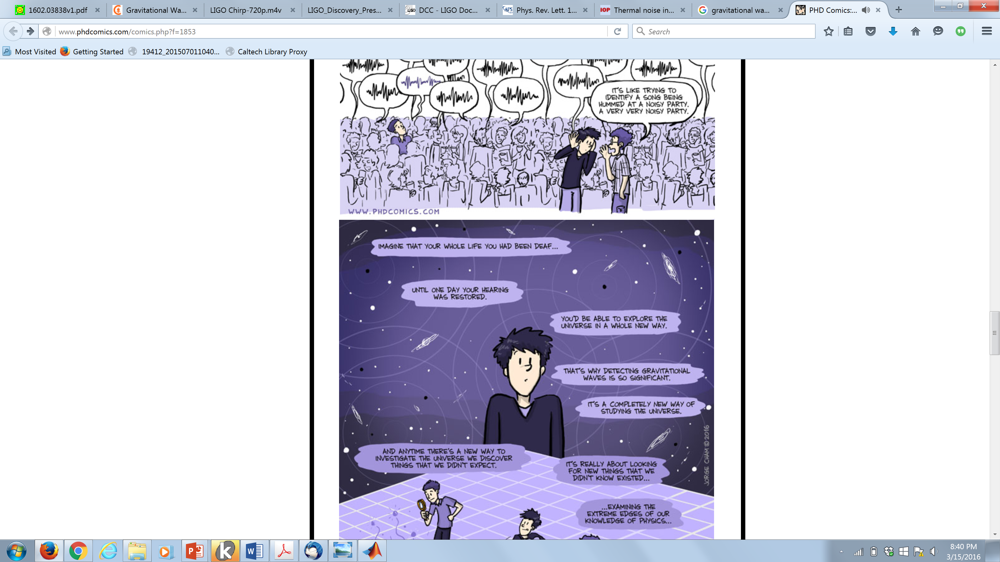 1602.03838v1.pdf
Gravitational Wa...
LIGO Chirp-720p.m4v
LIGO_Discovery_Pres...
DCC - LIGO Doc...
Phys. Rev. Lett. 1...
IOP
Thermal noise in...
gravitational wa...
PHD Comics:...
www.phdcomics.com/comics.php?f=1853
Search
Most Visited
Getting Started
19412_201507011040...
Caltech Library Proxy
IT'S LIKE TRYING TO
IDENTIFY A SONG BEING
HUMMED AT A NOISY PARTY.
A VERY VERY NOISY PARTY.
WWW.PHDCOMICS.COM
IMAGINE THAT YOUR WHOLE LIFE YOU HAD BEEN DEAF...
UNTIL ONE DAY YOUR HEARING
WAS RESTORED.
YOU'D BE ABLE TO EXPLORE THE
UNIVERSE IN A WHOLE NEW WAY.
THAT'S WHY DETECTING GRAVITATIONAL
WAVES IS SO SIGNIFICANT.
IT'S A COMPLETELY NEW WAY OF
STUDYING THE UNIVERSE.
JORGE CHAM © 2016
AND ANYTIME THERE'S A NEW WAY TO
INVESTIGATE THE UNIVERSE WE DISCOVER
THINGS THAT WE DIDN'T EXPECT.
IT'S REALLY ABOUT LOOKING
FOR NEW THINGS THAT WE
DIDN'T KNOW EXISTED...
...EXAMINING THE
EXTREME EDGES OF OUR
KNOWLEDGE OF PHYSICS...
8:40 PM
3/15/2016